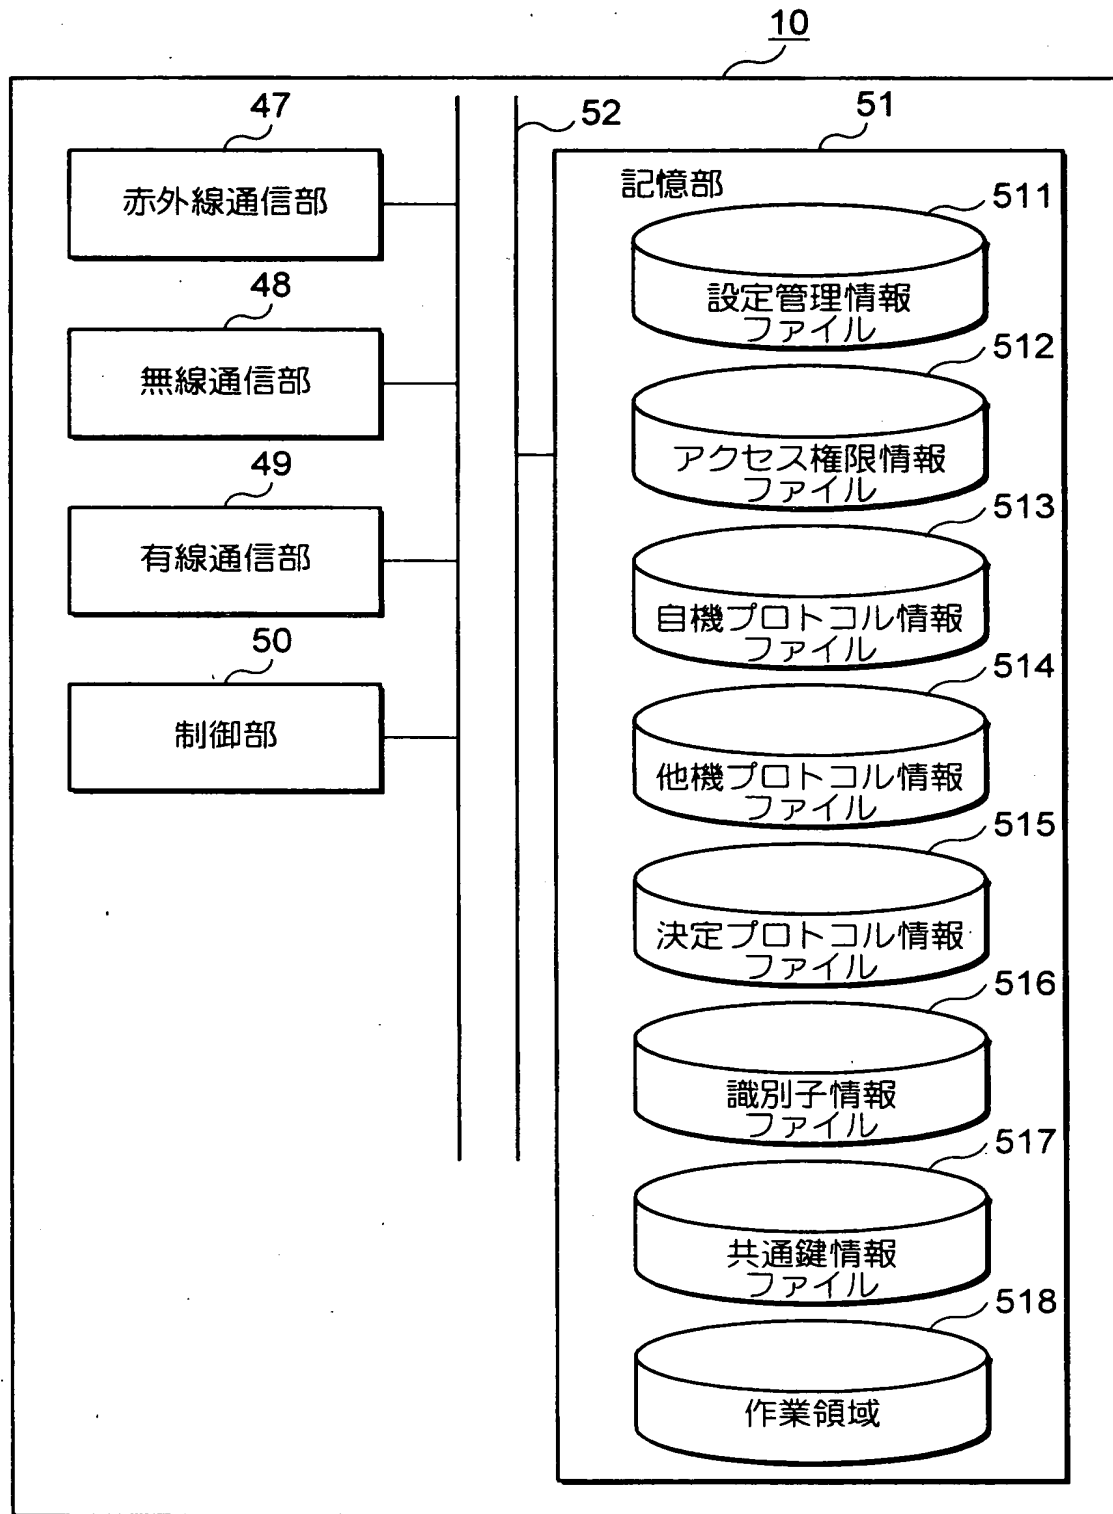 10
47
赤外線通信部
48
無線通信部
49
有線通信部
50
制御部
52
51
記憶部
511
設定管理情報
ファイル
512
アクセス権限情報
ファイル
513
自機プロトコル情報
ファイル
514
他機プロトコル情報
ファイル
515
決定プロトコル情報
ファイル
516
識別子情報
ファイル
517
共通鍵情報
ファイル
518
作業領域